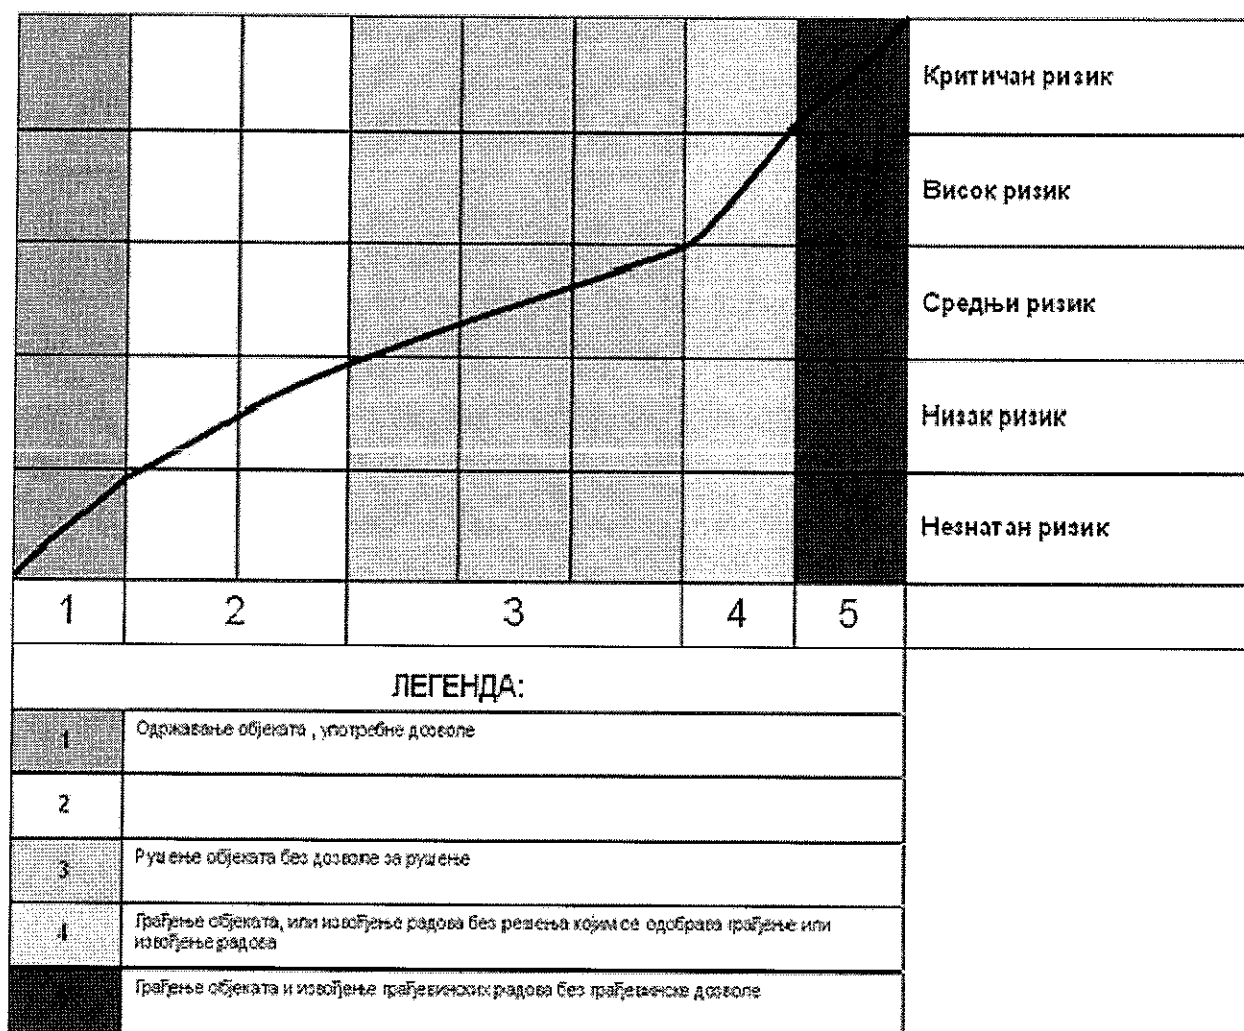 Критичан ризик
Висок ризик
Средњи ризик
Низак ризик
Незнатан ризик
1 2 3 4 5
ЛЕГЕНДА:
1 Одржавање објеката , употребне дозволе
2
3 Рушење објеката без дозволе за рушење
4 Грађење објеката, или извођење радова без решења којим се одобрава грађење или
извођење радова
Грађење објеката и извођење грађевинских радова без грађевинске дозволе